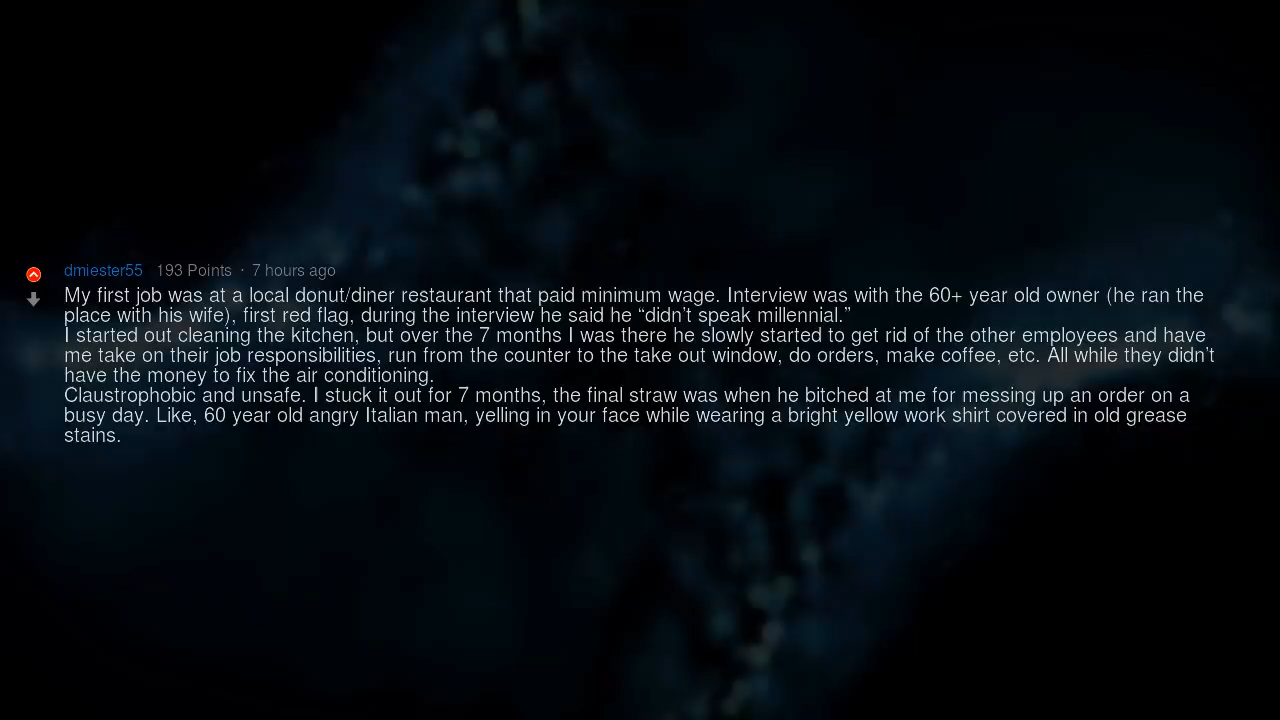 dmiester55 193 Points · 7 hours ago
My first job was at a local donut/diner restaurant that paid minimum wage. Interview was with the 60+ year old owner (he ran the
place with his wife), first red flag, during the interview he said he “didn’t speak millennial.”
I started out cleaning the kitchen, but over the 7 months I was there he slowly started to get rid of the other employees and have
me take on their job responsibilities, run from the counter to the take out window, do orders, make coffee, etc. All while they didn’t
have the money to fix the air conditioning.
Claustrophobic and unsafe. I stuck it out for 7 months, the final straw was when he bitched at me for messing up an order on a
busy day. Like, 60 year old angry Italian man, yelling in your face while wearing a bright yellow work shirt covered in old grease
stains.